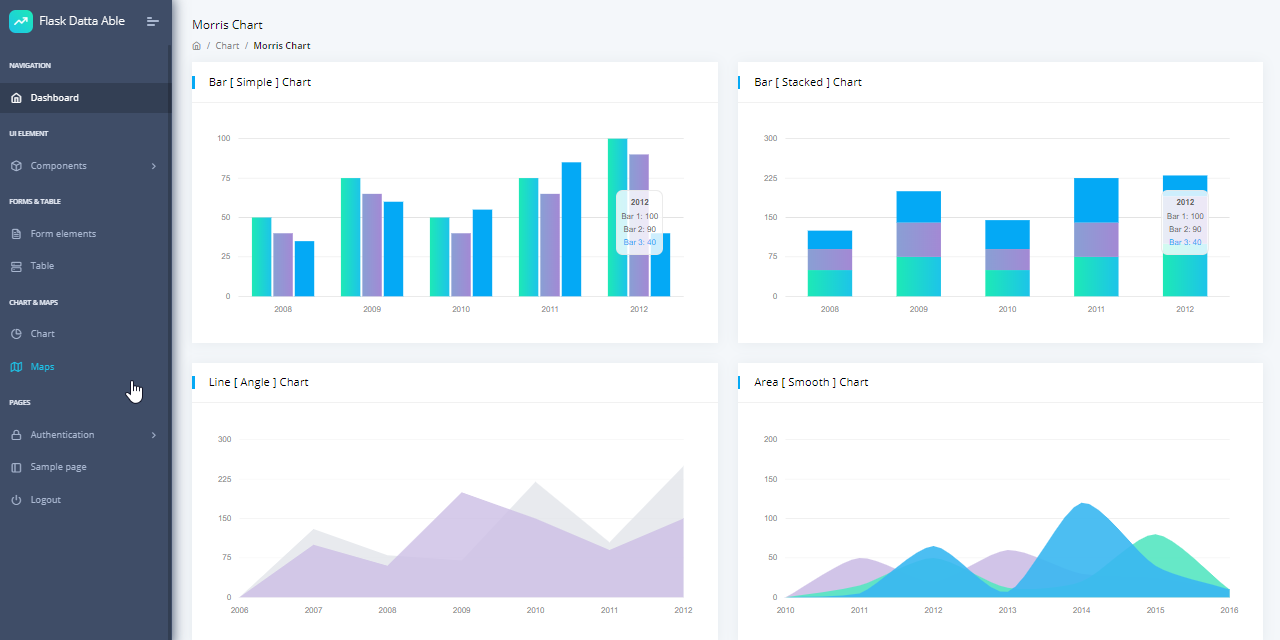 Flask Datta Able
NAVIGATION
Dashboard
UI ELEMENT
Components
FORMS & TABLE
Form elements
Table
CHART & MAPS
Chart
Maps
PAGES
Authentication
Sample page
Logout
Morris Chart
/ Chart / Morris Chart
Bar [ Simple ] Chart
100
75
50
25
0
2008 2009 2010 2011 2012
2012
Bar 1: 100
Bar 2: 90
Bar 3: 40
Bar [ Stacked ] Chart
300
225
150
75
0
2008 2009 2010 2011 2012
2012
Bar 1: 100
Bar 2: 90
Bar 3: 40
Line [ Angle ] Chart
300
225
150
75
0
2006 2007 2008 2009 2010 2011 2012
Area [ Smooth ] Chart
200
150
100
50
0
2010 2011 2012 2013 2014 2015 2016